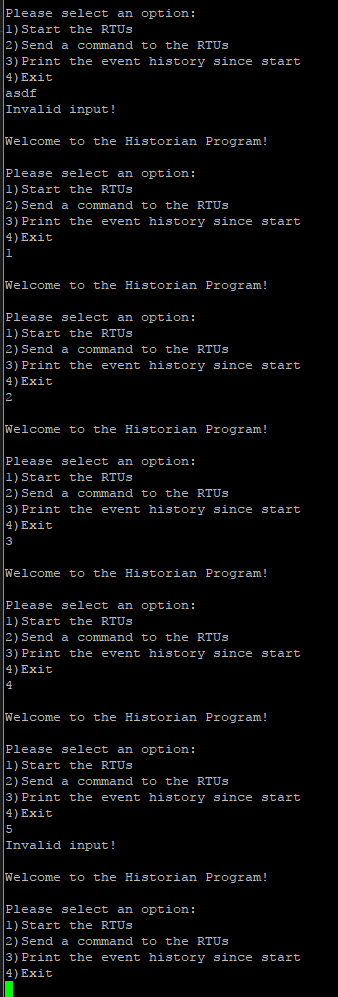 Please select an option:
1)Start the RTUs
2)Send a command to the RTUs
3)Print the event history since start
4)Exit
asdf
Invalid input!
Welcome to the Historian Program!
Please select an option:
1)Start the RTUs
2)Send a command to the RTUs
3)Print the event history since start
4)Exit
1
Welcome to the Historian Program!
Please select an option:
1)Start the RTUs
2)Send a command to the RTUs
3)Print the event history since start
4)Exit
2
Welcome to the Historian Program!
Please select an option:
1)Start the RTUs
2)Send a command to the RTUs
3)Print the event history since start
4)Exit
3
Welcome to the Historian Program!
Please select an option:
1)Start the RTUs
2)Send a command to the RTUs
3)Print the event history since start
4)Exit
4
Welcome to the Historian Program!
Please select an option:
1)Start the RTUs
2)Send a command to the RTUs
3)Print the event history since start
4)Exit
5
Invalid input!
Welcome to the Historian Program!
Please select an option:
1)Start the RTUs
2)Send a command to the RTUs
3)Print the event history since start
4)Exit